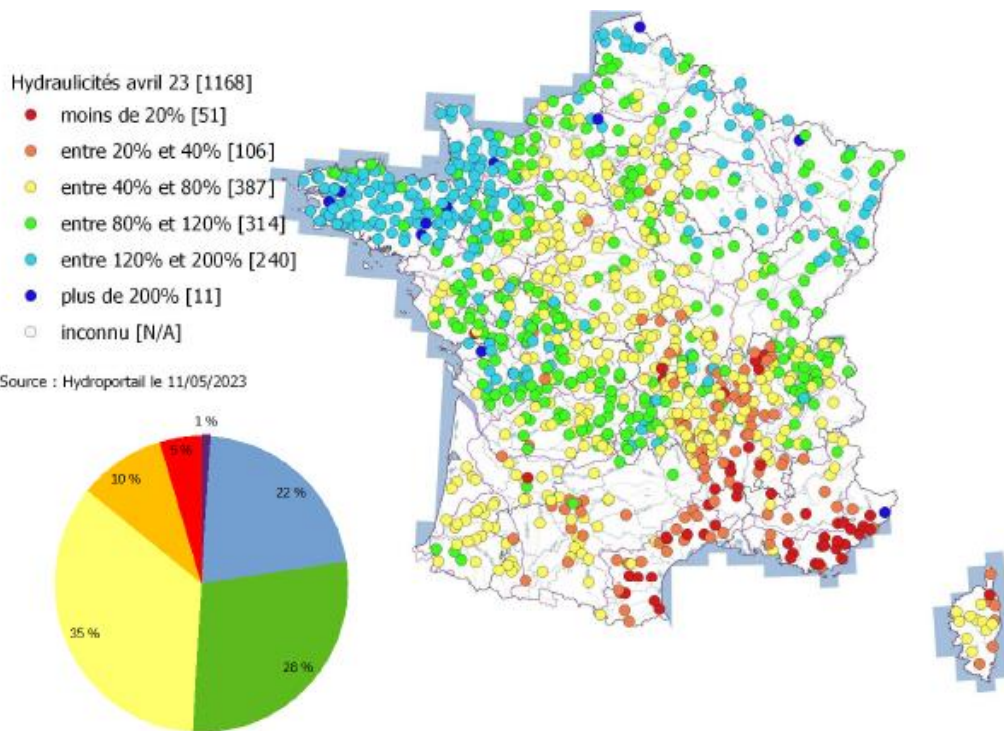 Hydraulicités avril 23 [1168]
moins de 20% [51]
entre 20% et 40% [106]
entre 40% et 80% [387]
entre 80% et 120% [314]
entre 120% et 200% [240]
plus de 200% [11]
inconnu [N/A]
Source : Hydroportail le 11/05/2023
1 %
5 %
10 %
22 %
35 %
28 %